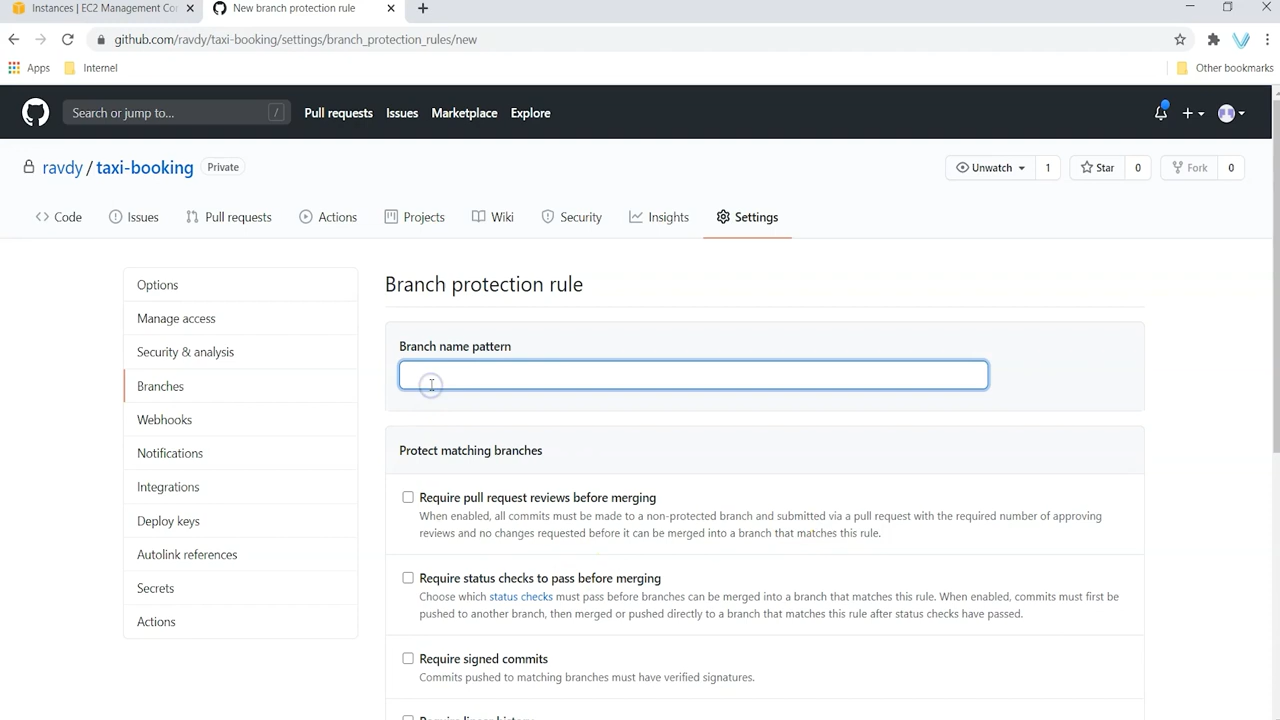 Instances | EC2 Management Co
New branch protection rule
github.com/ravdy/taxi-booking/settings/branch_protection_rules/new
Apps
Internet
Other bookmarks
Search or jump to...
/
Pull requests
Issues
Marketplace
Explore
ravdy / taxi-booking
Private
Unwatch
1
Star
0
Fork
0
Code
Issues
Pull requests
Actions
Projects
Wiki
Security
Insights
Settings
Options
Manage access
Security & analysis
Branches
Webhooks
Notifications
Integrations
Deploy keys
Autolink references
Secrets
Actions
Branch protection rule
Branch name pattern
Protect matching branches
Require pull request reviews before merging
When enabled, all commits must be made to a non-protected branch and submitted via a pull request with the required number of approving
reviews and no changes requested before it can be merged into a branch that matches this rule.
Require status checks to pass before merging
Choose which status checks must pass before branches can be merged into a branch that matches this rule. When enabled, commits must first be
pushed to another branch, then merged or pushed directly to a branch that matches this rule after status checks have passed.
Require signed commits
Commits pushed to matching branches must have verified signatures.